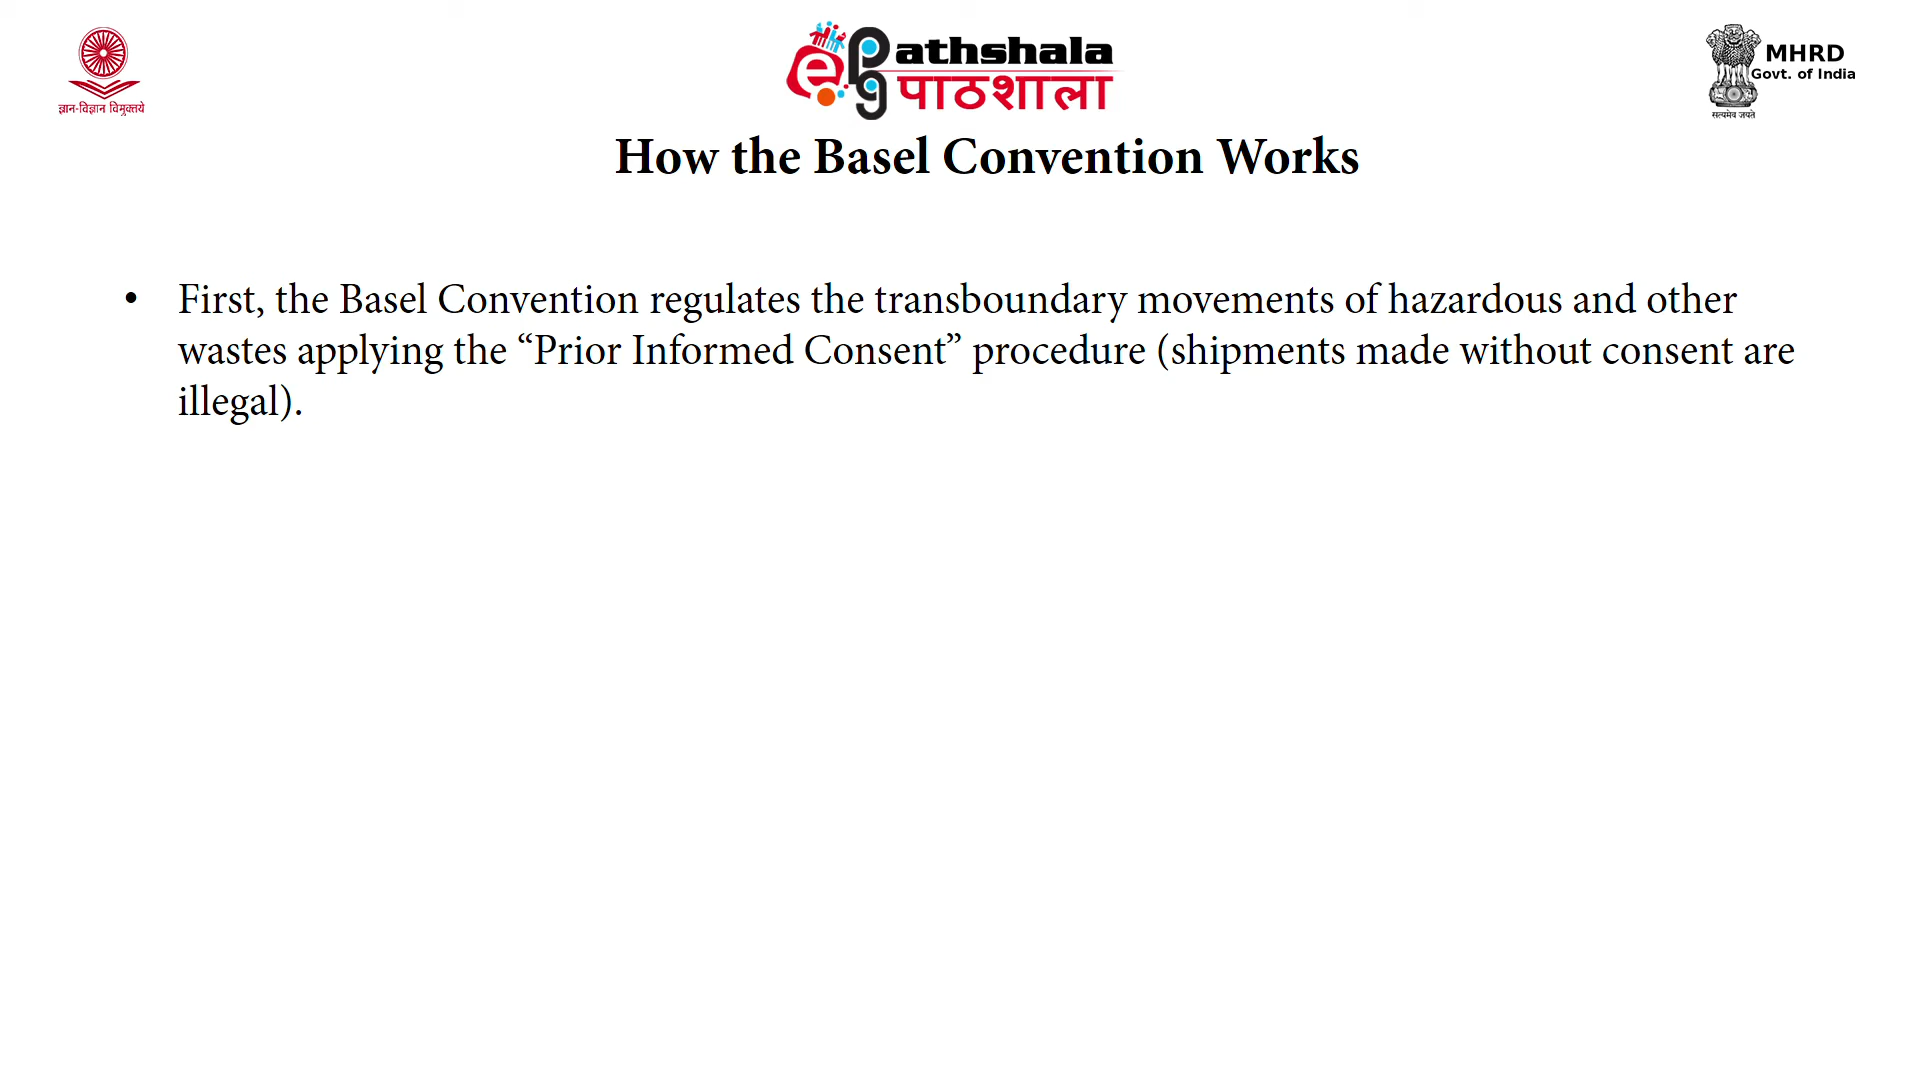 ज्ञान-विज्ञान विमुक्तये
e pg athshala
पाठशाला
MHRD
Govt. of India
सत्यमेव जयते
How the Basel Convention Works
• First, the Basel Convention regulates the transboundary movements of hazardous and other
wastes applying the “Prior Informed Consent” procedure (shipments made without consent are
illegal).